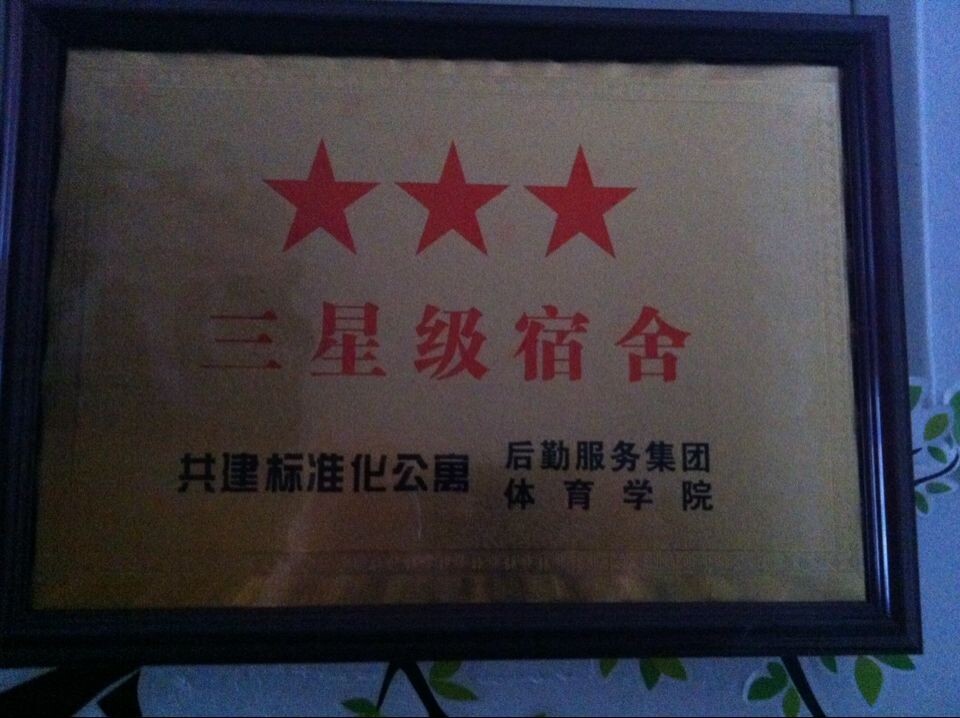 三星级宿舍
共建标准化公寓
后勤服务集团
体育学院